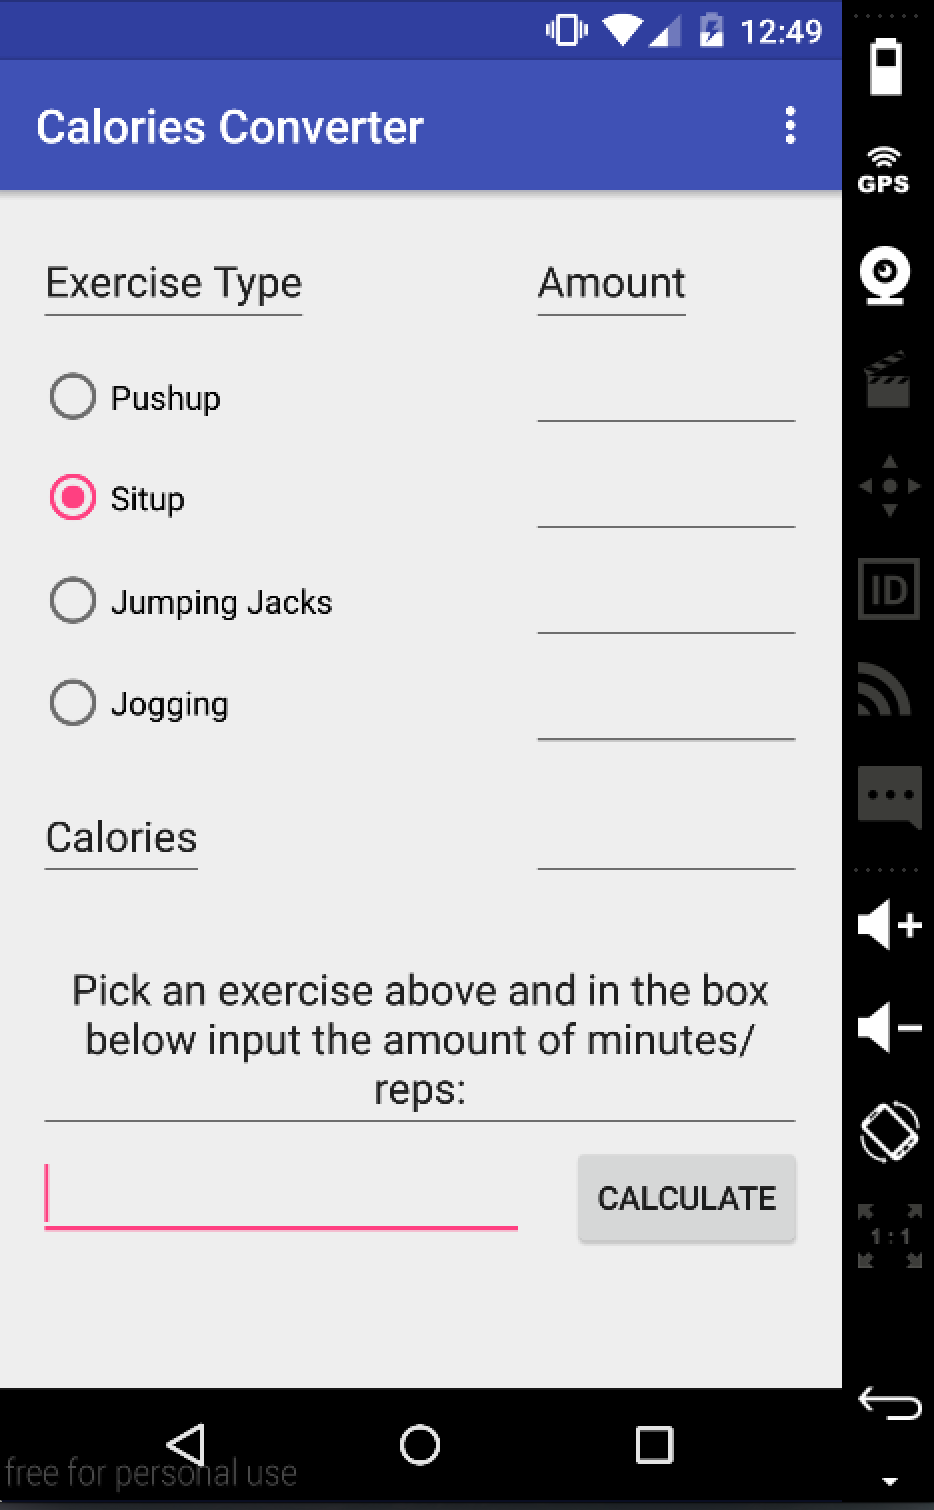 12:49
Calories Converter
GPS
Exercise Type Amount
Pushup
Situp
ID
Jumping Jacks
Jogging
Calories
Pick an exercise above and in the box
below input the amount of minutes/
reps:
CALCULATE
1:1
free for personal use